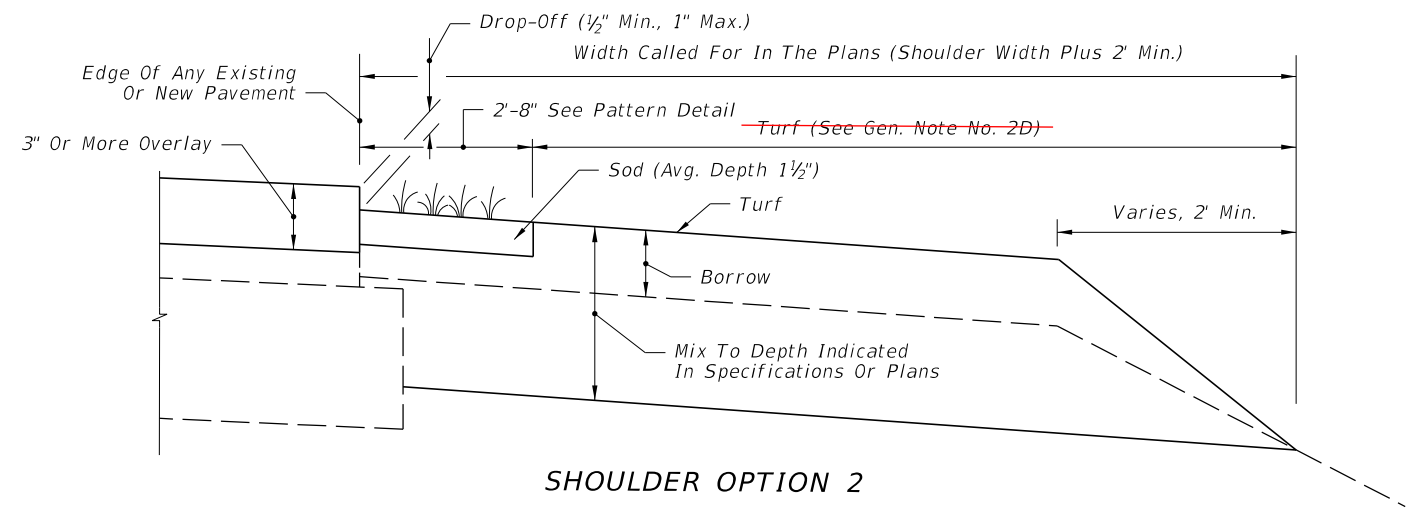 Drop-Off (½" Min., 1" Max.)
Width Called For In The Plans (Shoulder Width Plus 2' Min.)
Edge Of Any Existing
Or New Pavement
2'-8" See Pattern Detail
Turf (See Gen. Note No. 2D)
3" Or More Overlay
Sod (Avg. Depth 1½")
Turf
Varies, 2' Min.
Borrow
Mix To Depth Indicated
In Specifications Or Plans
SHOULDER OPTION 2